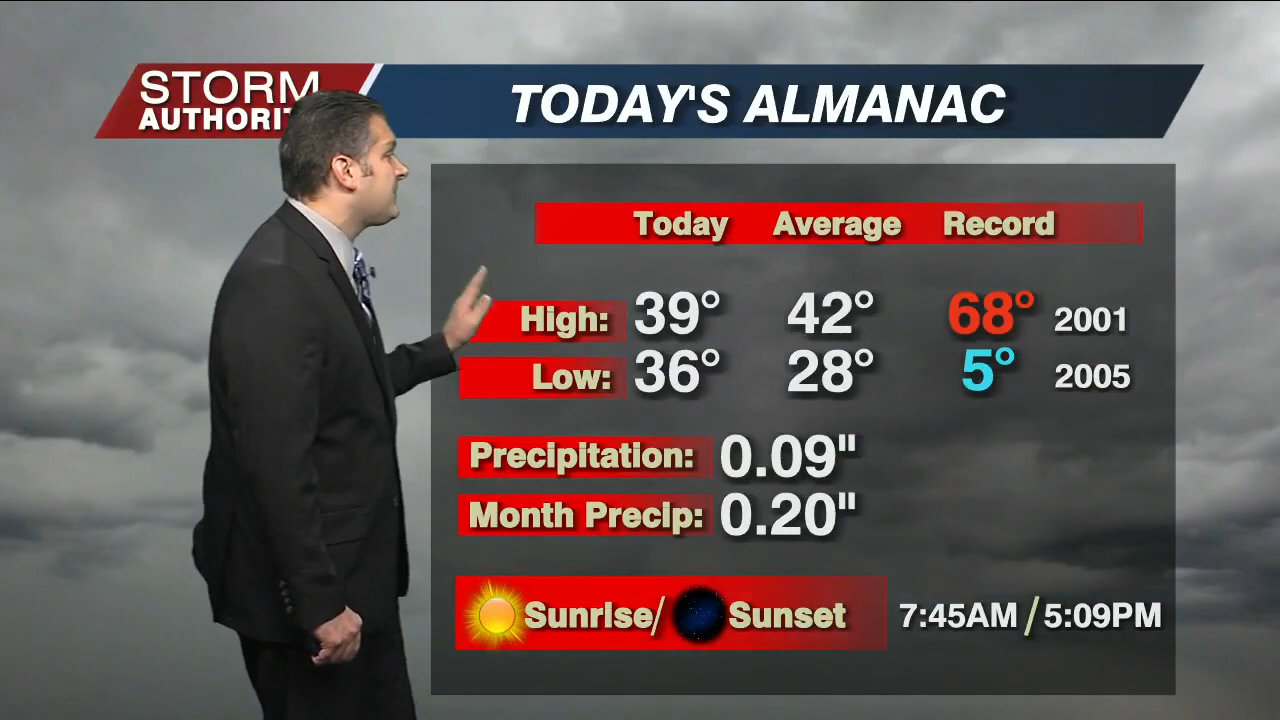 STORM
TODAY'S ALMANAC
Today Average Record
High: 39° 42° 68° 2001
Low: 36° 28° 5° 2005
Precipitation: 0.09"
Month Precip: 0.20"
Sunrise/ Sunset 7:45AM / 5:09PM